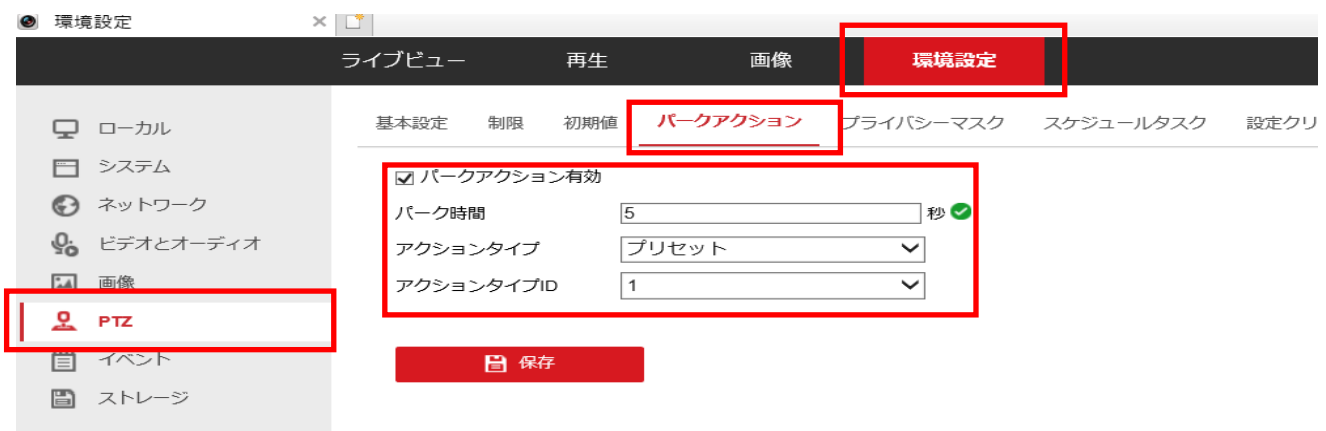 環境設定
ライブビュー 再生 画像 環境設定
ローカル
システム
ネットワーク
ビデオとオーディオ
画像
PTZ
イベント
ストレージ
基本設定 制限 初期値 パークアクション プライバシーマスク スケジュールタスク 設定クリ
パークアクション有効
パーク時間 5 秒
アクションタイプ プリセット
アクションタイプID 1
保存